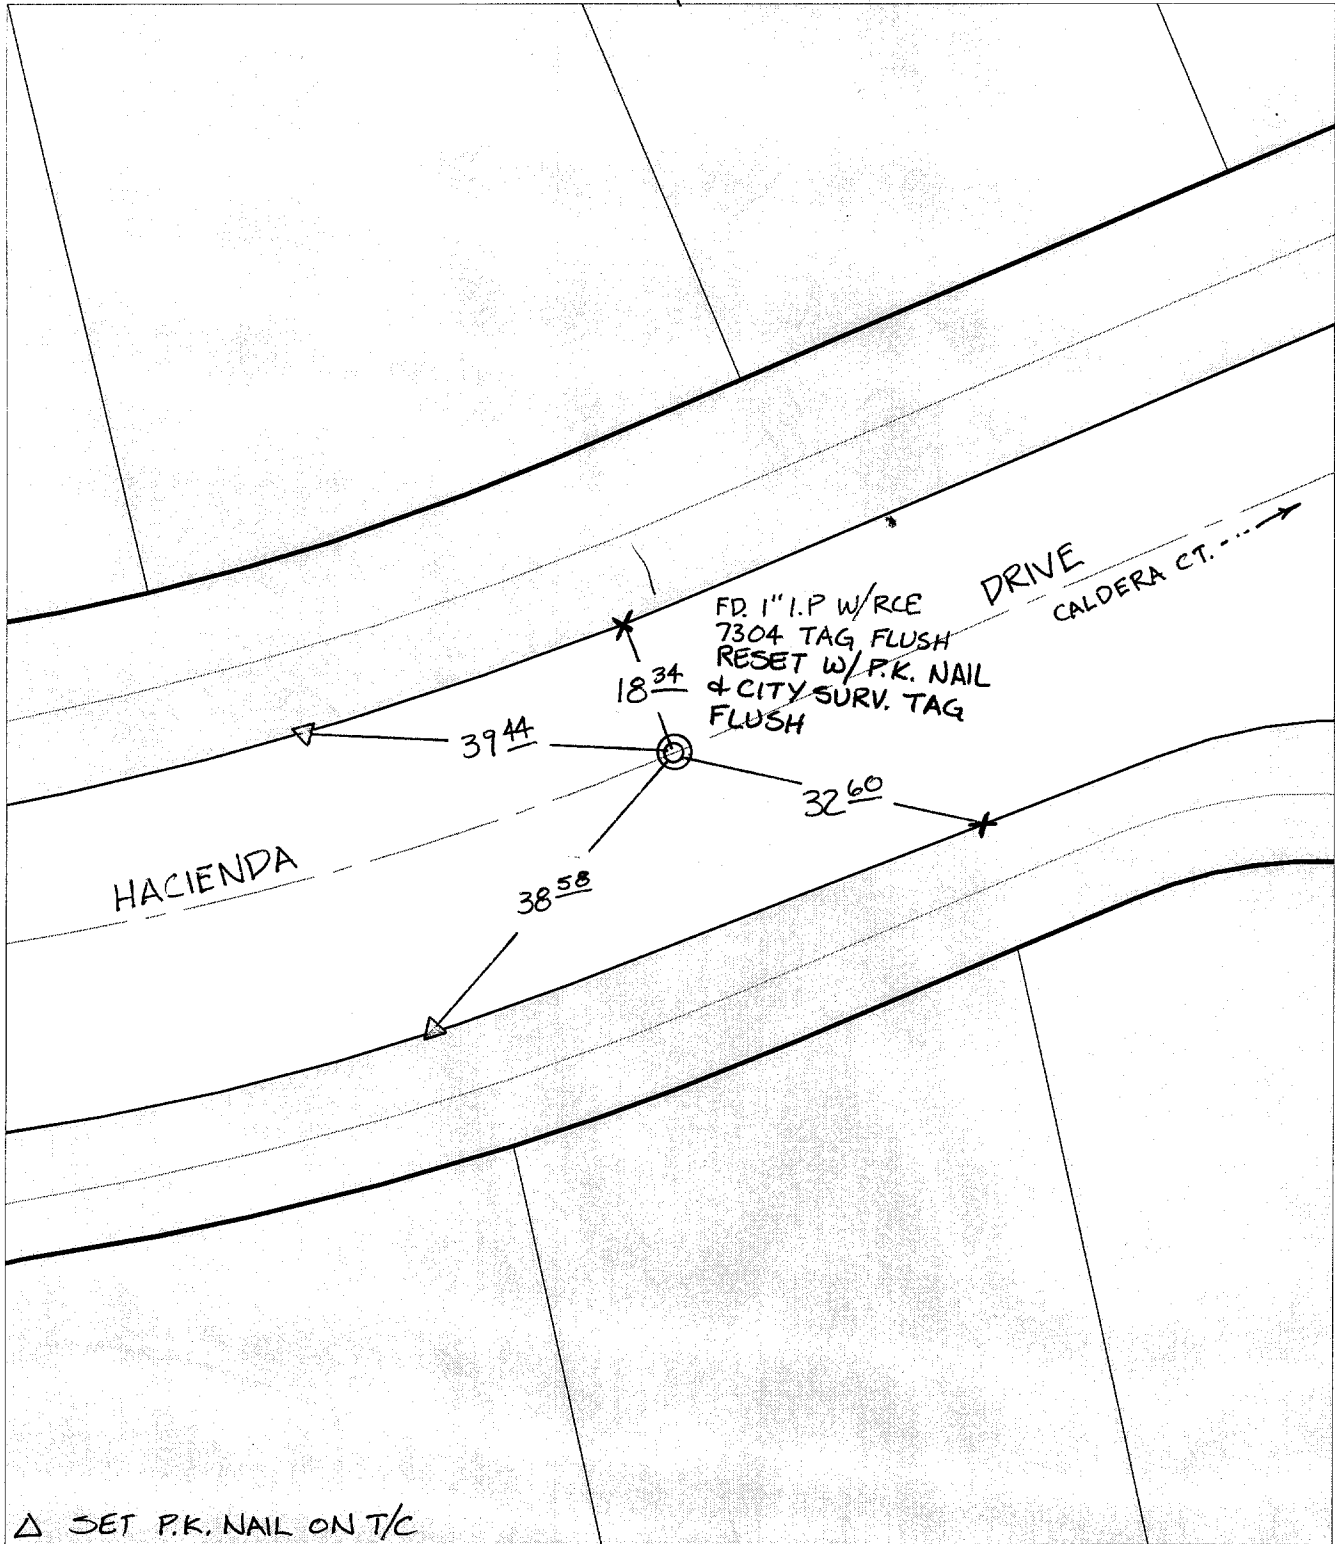 DRIVE
CALDERA CT.
FD. 1" I.P W/RCE
7304 TAG FLUSH
RESET W/ P.K. NAIL
& CITY SURV. TAG
FLUSH
18 34
39 44
32 60
HACIENDA
38 58
△ SET P.K. NAIL ON T/C